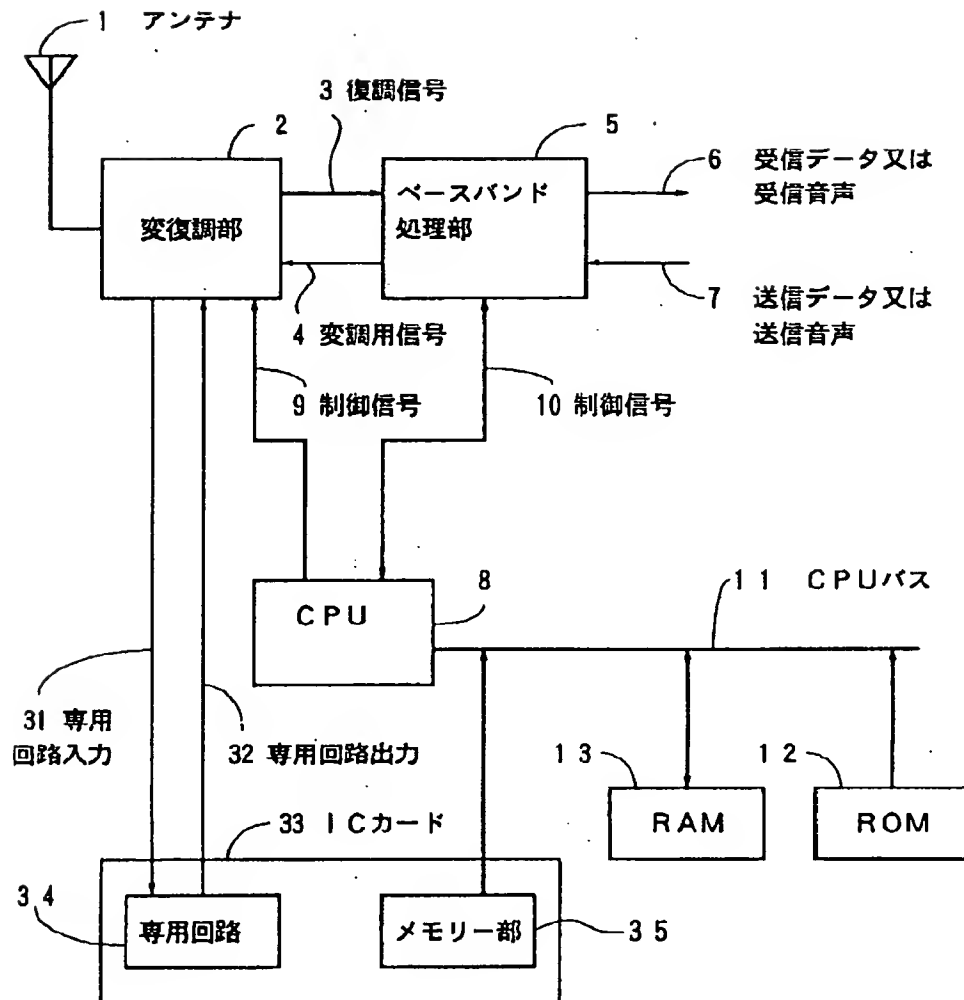 1 アンテナ
3 復調信号
2
5
変復調部
ベースバンド
処理部
6 受信データ又は
受信音声
7 送信データ又は
送信音声
4 変調用信号
9 制御信号
10 制御信号
CPU
8
11 CPUバス
31 専用
回路入力
32 専用回路出力
13
12
RAM
ROM
33 ICカード
34
専用回路
メモリー部
35